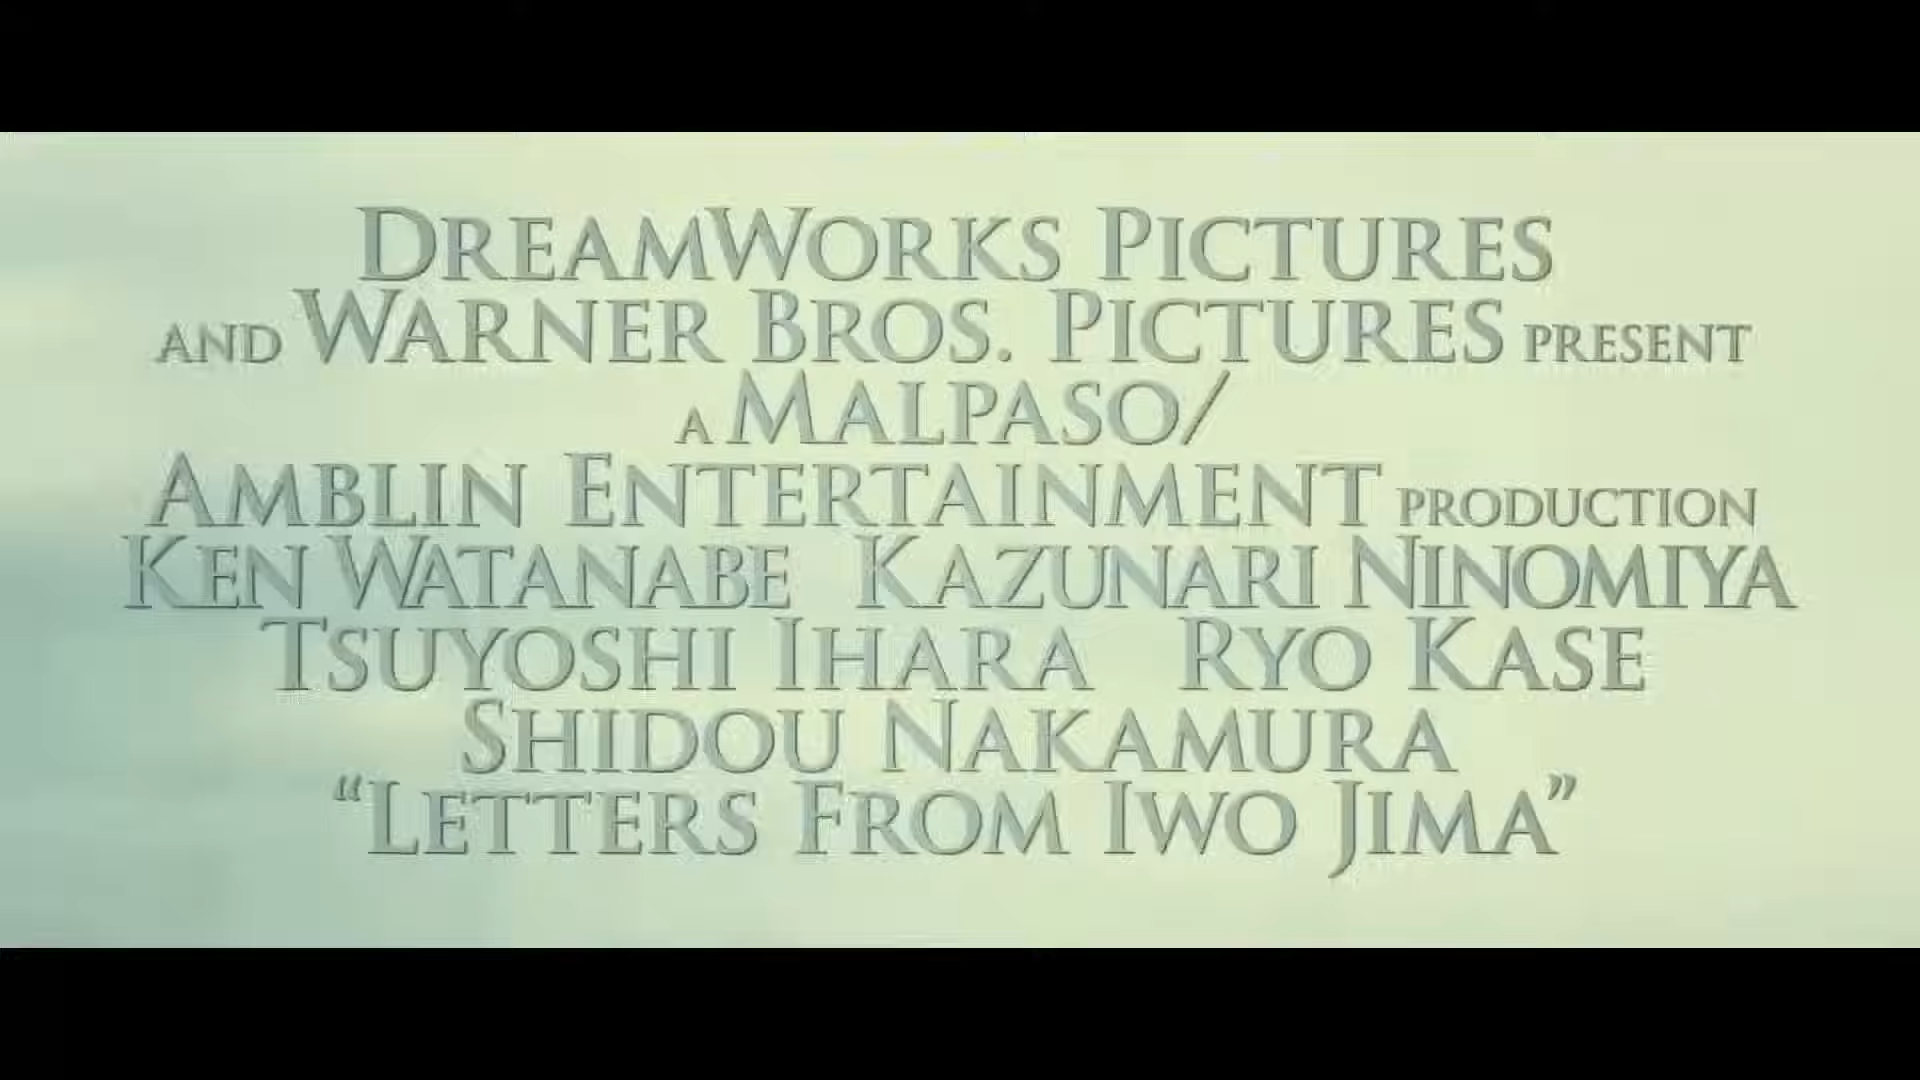 DREAMWORKS PICTURES
AND WARNER BROS. PICTURES PRESENT
A MALPASO/
AMBLIN ENTERTAINMENT PRODUCTION
KEN WATANABE KAZUNARI NINOMIYA
TSUYOSHI IHARA RYO KASE
SHIDOU NAKAMURA
“LETTERS FROM IWO JIMA”